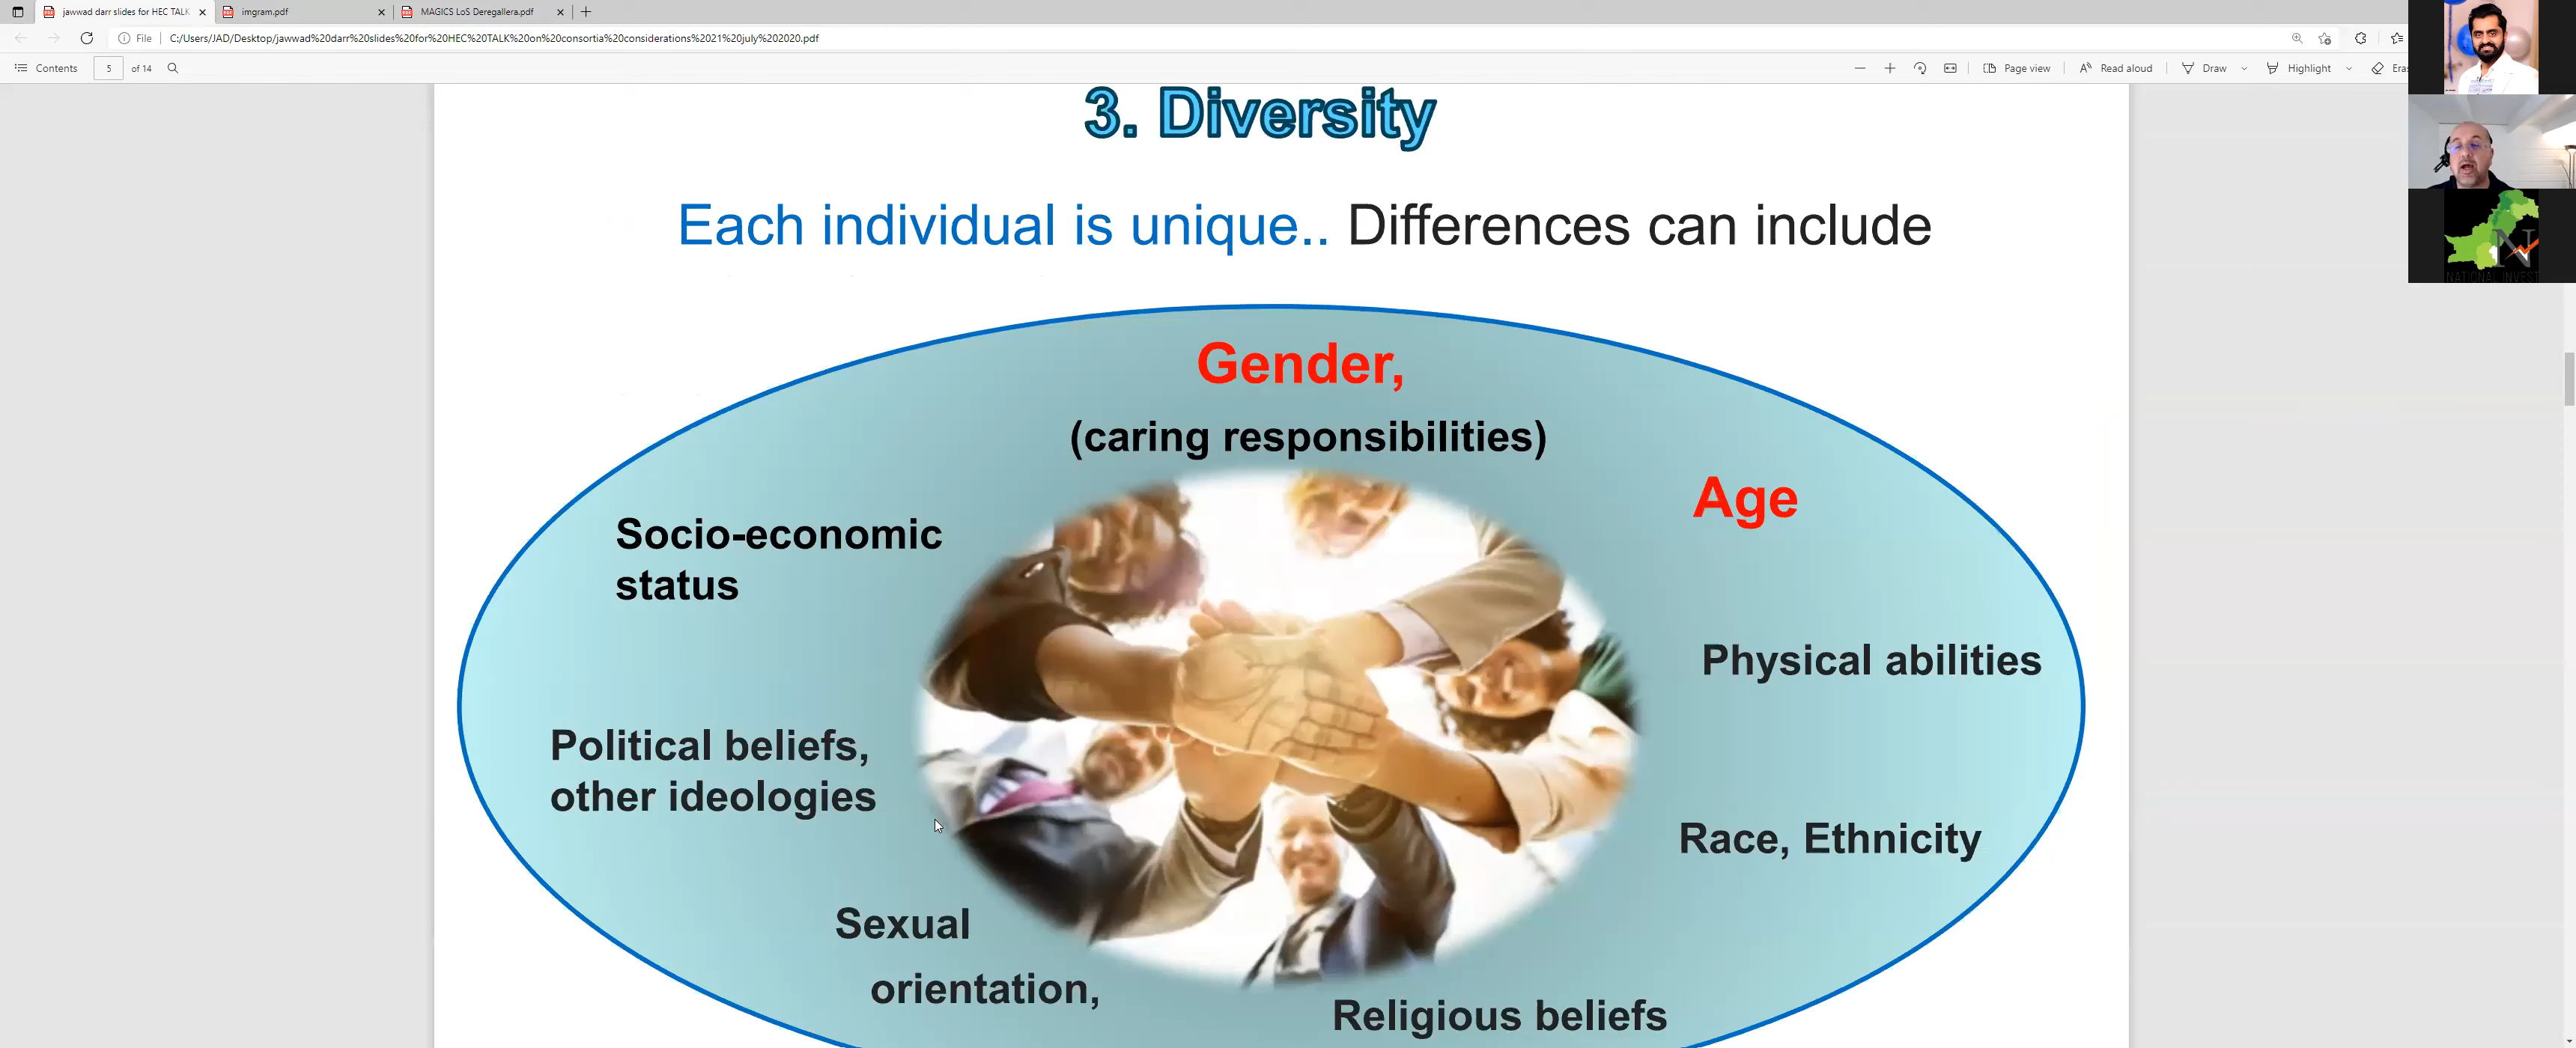 jawwad darr slides for HEC TALK
imgram.pdf
MAGICS LoS Deregallera.pdf
File
C:/Users/JAD/Desktop/jawwad%20darr%20slides%20for%20HEC%20TALK%20on%20consortia%20considerations%2021%20july%202020.pdf
Contents
5
of 14
Page view
Read aloud
Draw
Highlight
Eras
3. Diversity
Each individual is unique.. Differences can include
Gender,
(caring responsibilities)
Age
Socio-economic
status
Physical abilities
Political beliefs,
other ideologies
Race, Ethnicity
Sexual
orientation,
Religious beliefs
N
NATIONAL INVEST